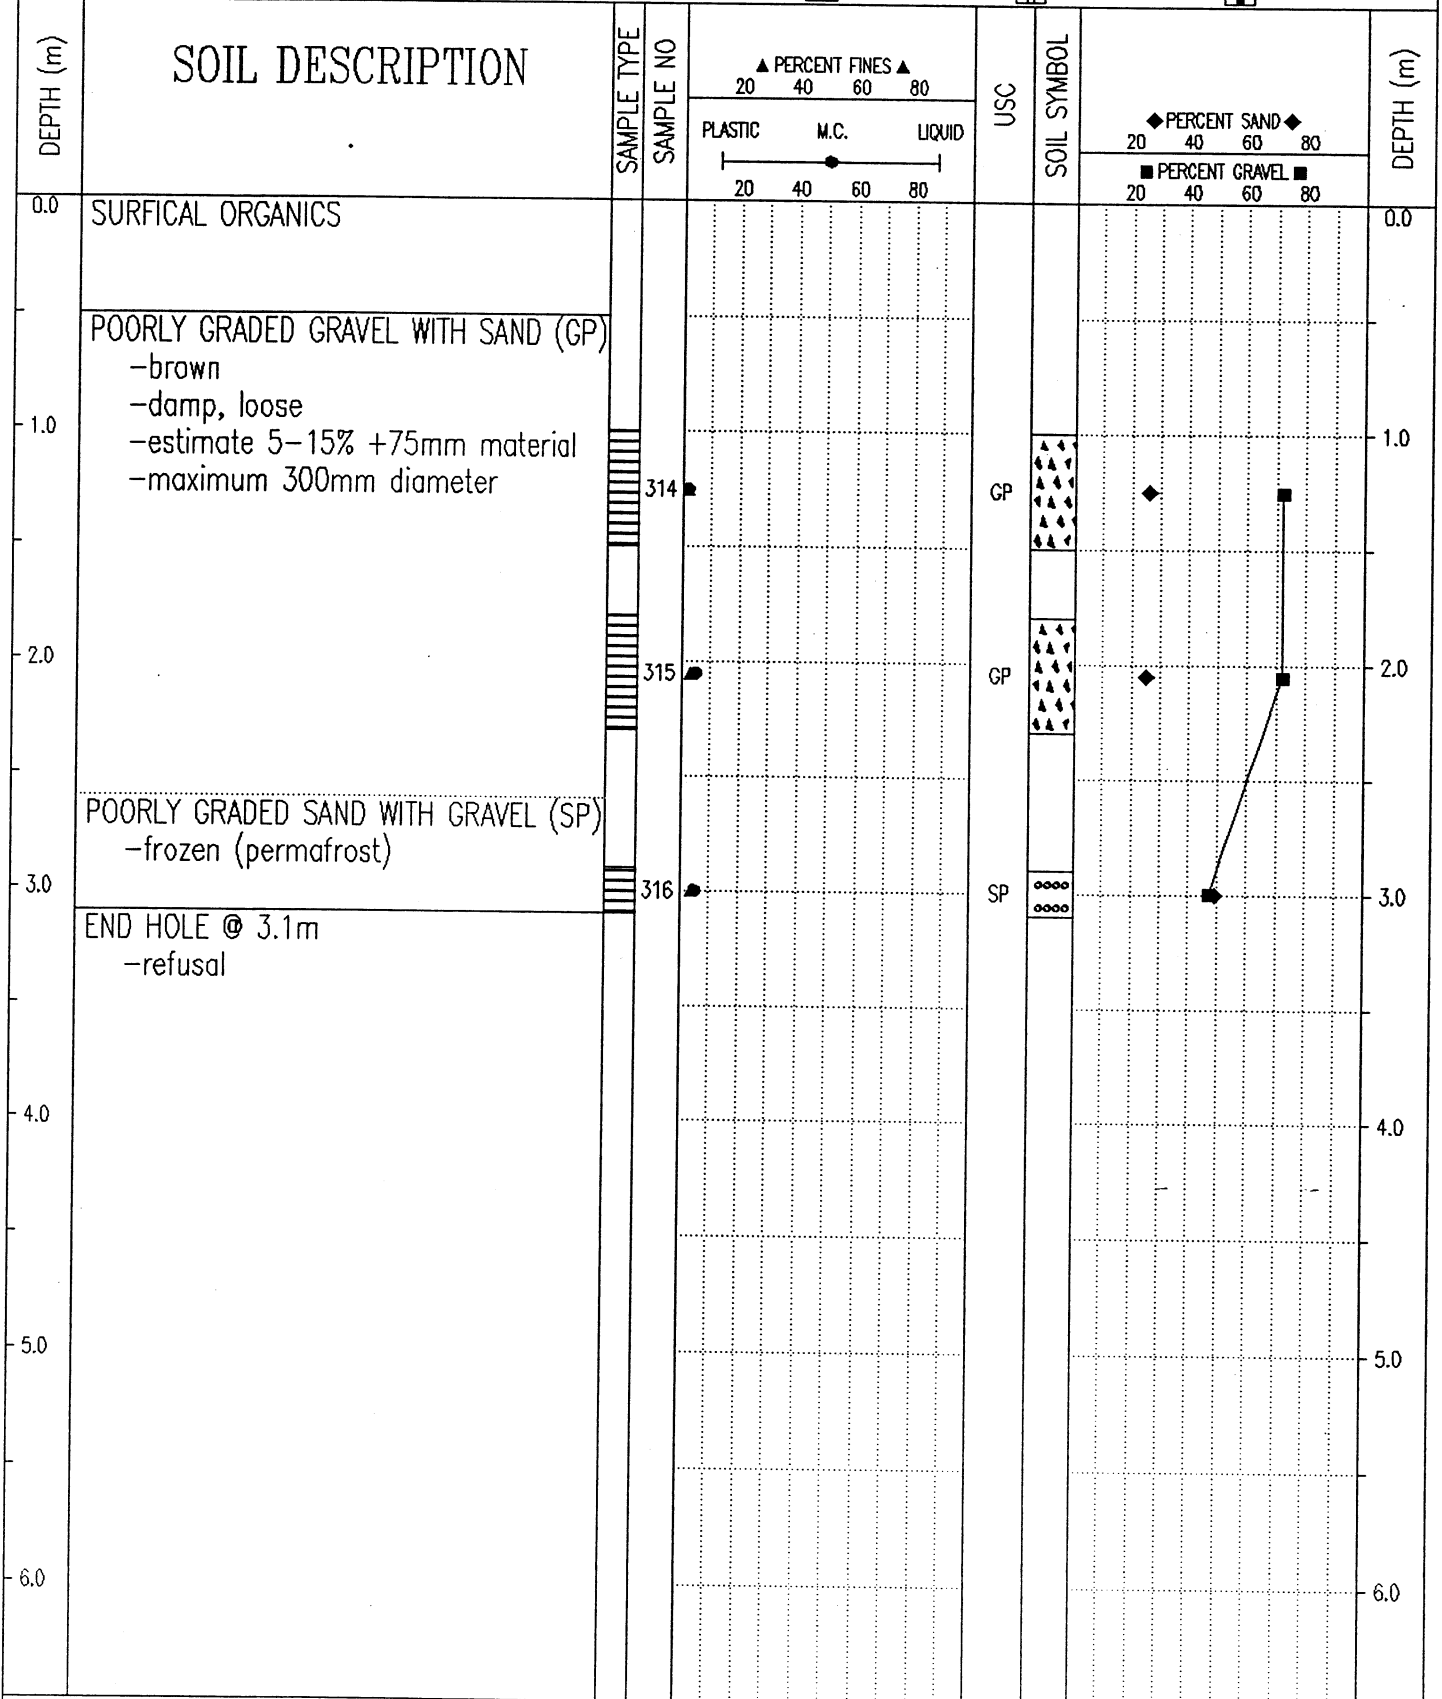 DEPTH (m)
SOIL DESCRIPTION
SAMPLE TYPE
SAMPLE NO
▲ PERCENT FINES ▲
20 40 60 80
PLASTIC M.C. LIQUID
20 40 60 80
USC
SOIL SYMBOL
◆ PERCENT SAND ◆
20 40 60 80
■ PERCENT GRAVEL ■
20 40 60 80
DEPTH (m)
0.0 SURFICAL ORGANICS 0.0
POORLY GRADED GRAVEL WITH SAND (GP)
-brown
-damp, loose
1.0 1.0
-estimate 5-15% +75mm material
-maximum 300mm diameter
314 GP
2.0 2.0
315 GP
POORLY GRADED SAND WITH GRAVEL (SP)
-frozen (permafrost)
3.0 316 SP 3.0
END HOLE @ 3.1m
-refusal
4.0 4.0
5.0 5.0
6.0 6.0